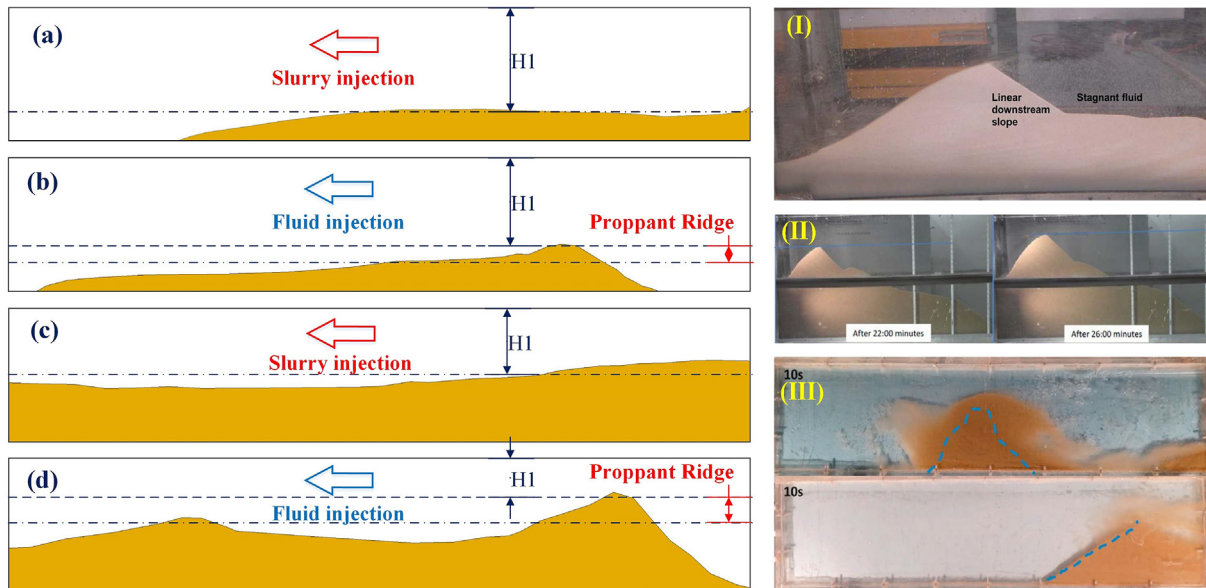 (a)
H1
Slurry injection
(b)
H1
Fluid injection
Proppant Ridge
(c)
H1
Slurry injection
(d)
H1
Proppant Ridge
Fluid injection
(I)
Linear
downstream
slope
Stagnant fluid
(II)
After 22:00 minutes
After 26:00 minutes
10s
(III)
10s